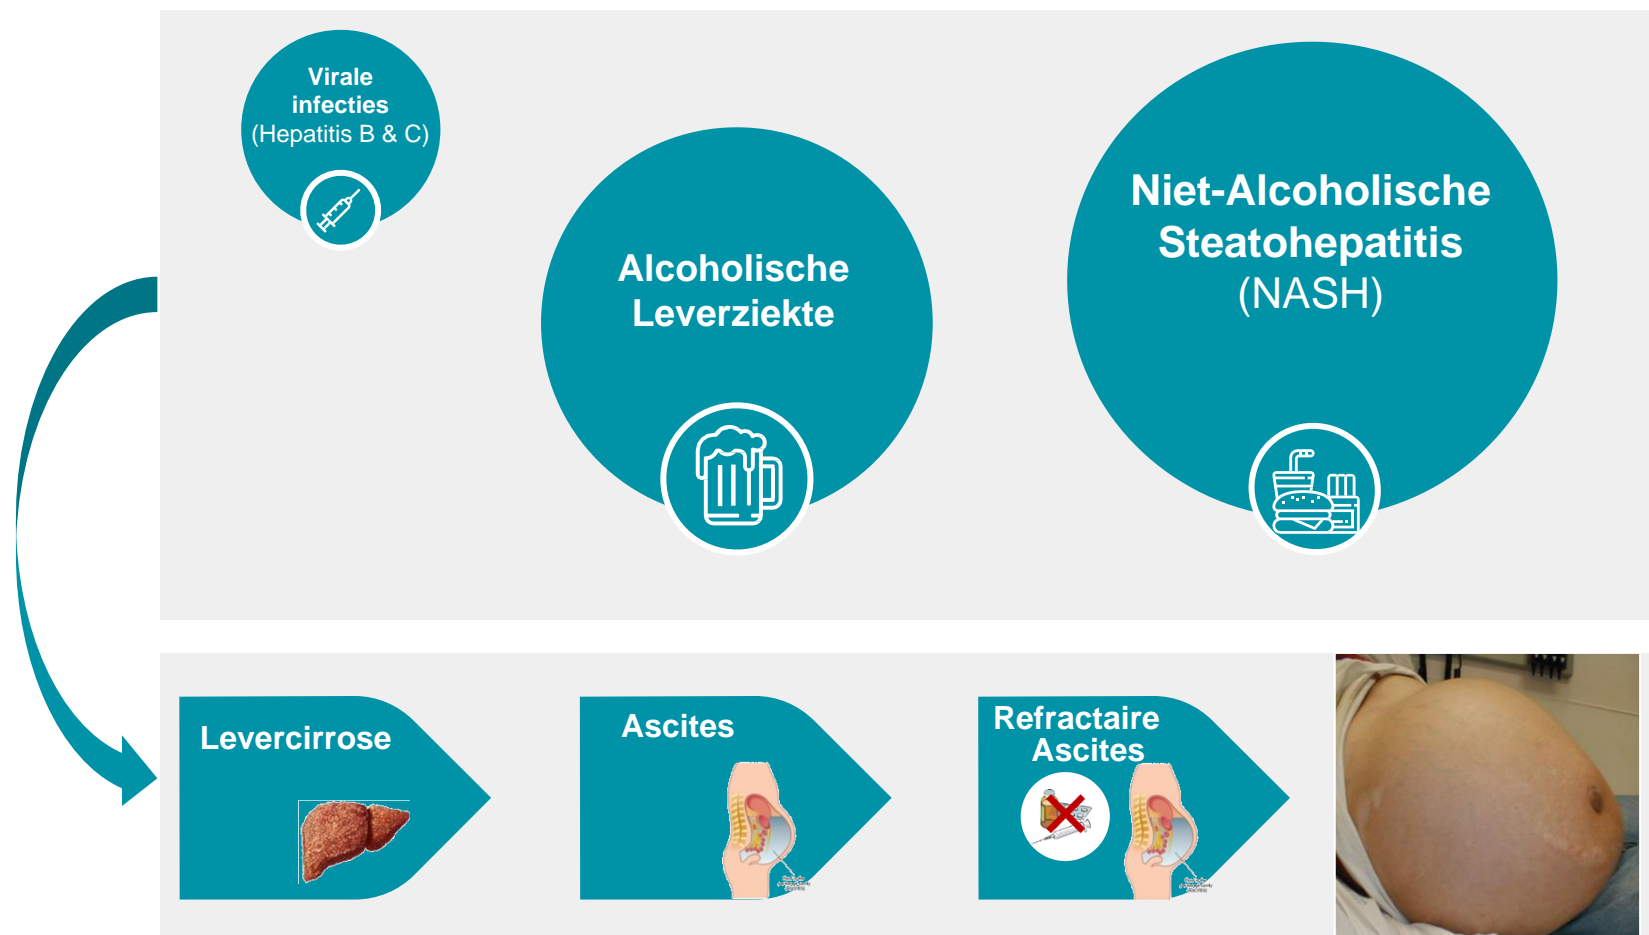 Virale
infecties
(Hepatitis B & C)
Alcoholische
Leverziekte
Niet-Alcoholische
Steatohepatitis
(NASH)
Levercirrose
Ascites
Refractaire
Ascites